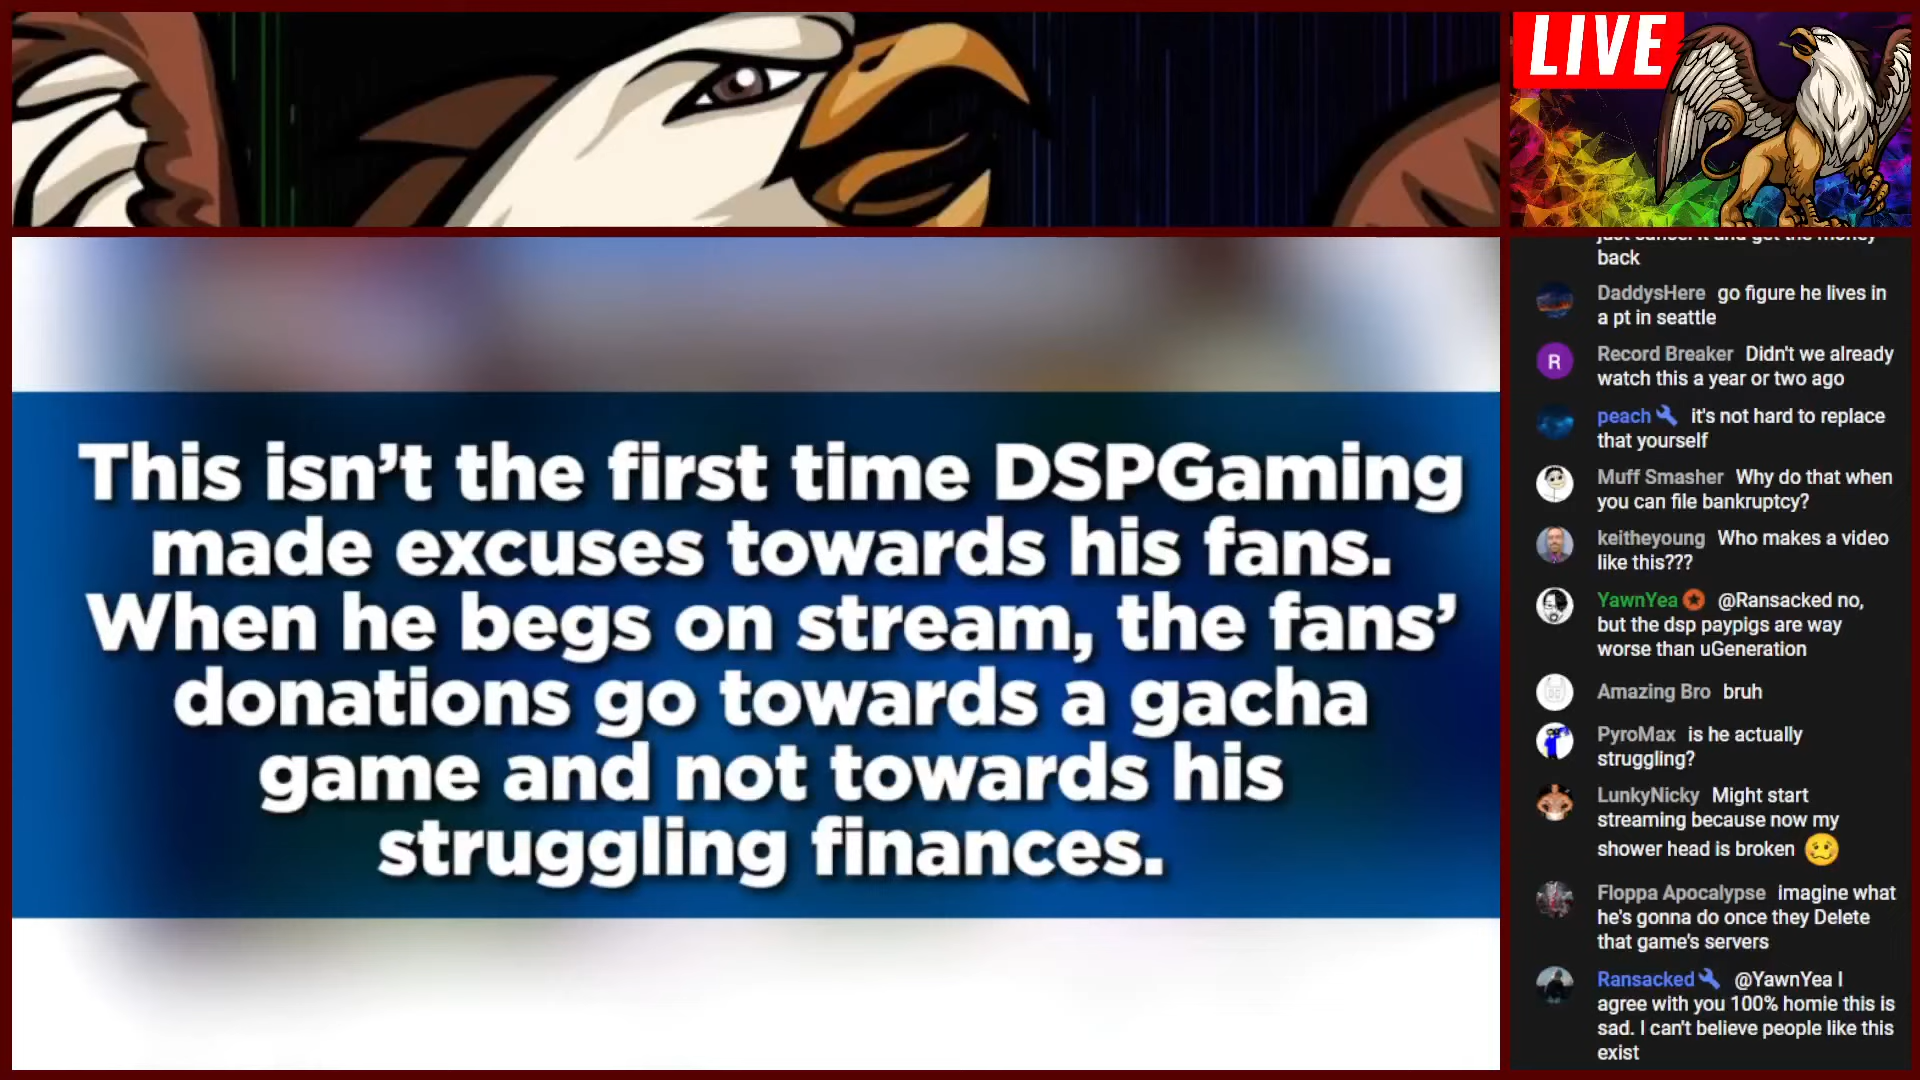 LIVE
This isn’t the first time DSPGaming
made excuses towards his fans.
When he begs on stream, the fans’
donations go towards a gacha
game and not towards his
struggling finances.
just cancel it and get the money
back
DaddysHere go figure he lives in
a pt in seattle
R
Record Breaker Didn't we already
watch this a year or two ago
peach it's not hard to replace
that yourself
Muff Smasher Why do that when
you can file bankruptcy?
keitheyoung Who makes a video
like this???
YawnYea @Ransacked no,
but the dsp paypigs are way
worse than uGeneration
Amazing Bro bruh
PyroMax is he actually
struggling?
LunkyNicky Might start
streaming because now my
shower head is broken 🥴
Floppa Apocalypse imagine what
he's gonna do once they Delete
that game's servers
Ransacked @YawnYea I
agree with you 100% homie this is
sad. I can't believe people like this
exist